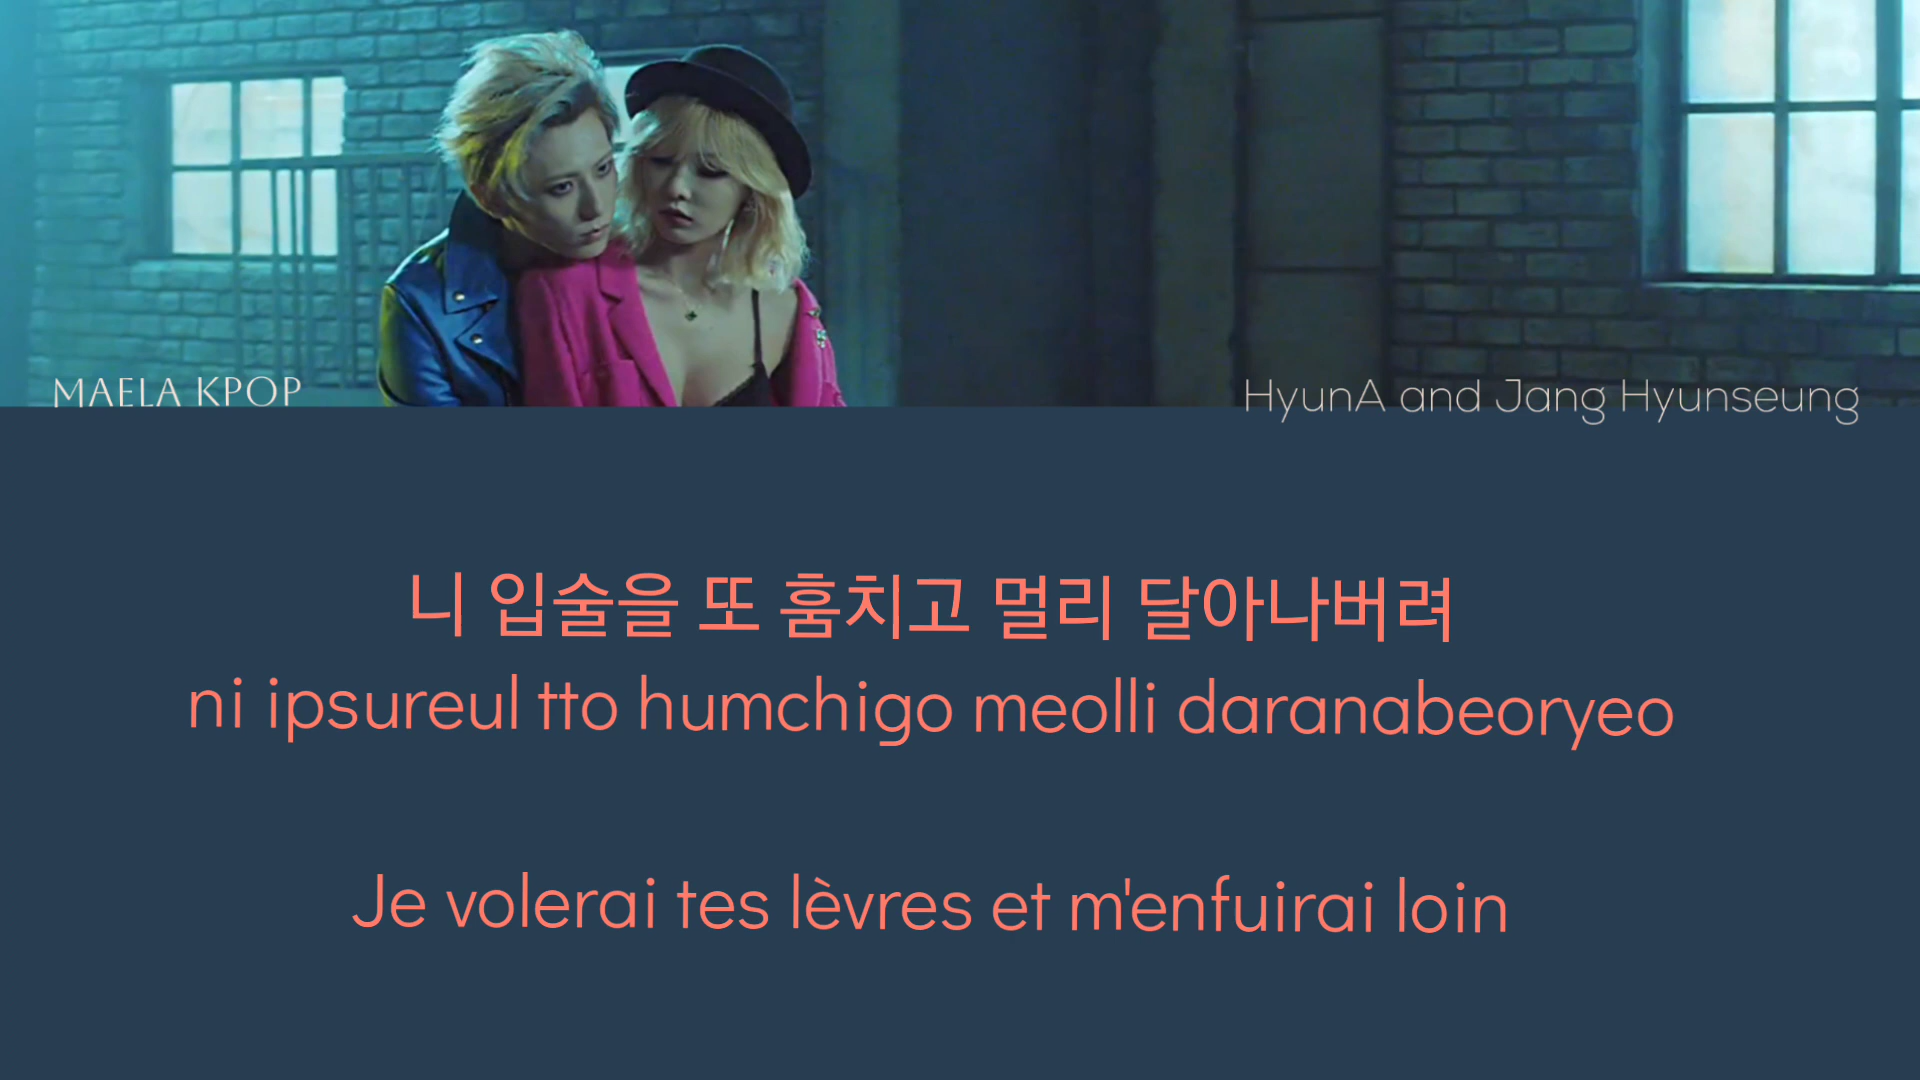 MAELA KPOP
HyunA and Jang Hyunseung
니 입술을 또 훔치고 멀리 달아나버려
ni ipsureul tto humchigo meolli daranabeoryeo
Je volerai tes lèvres et m'enfuirai loin